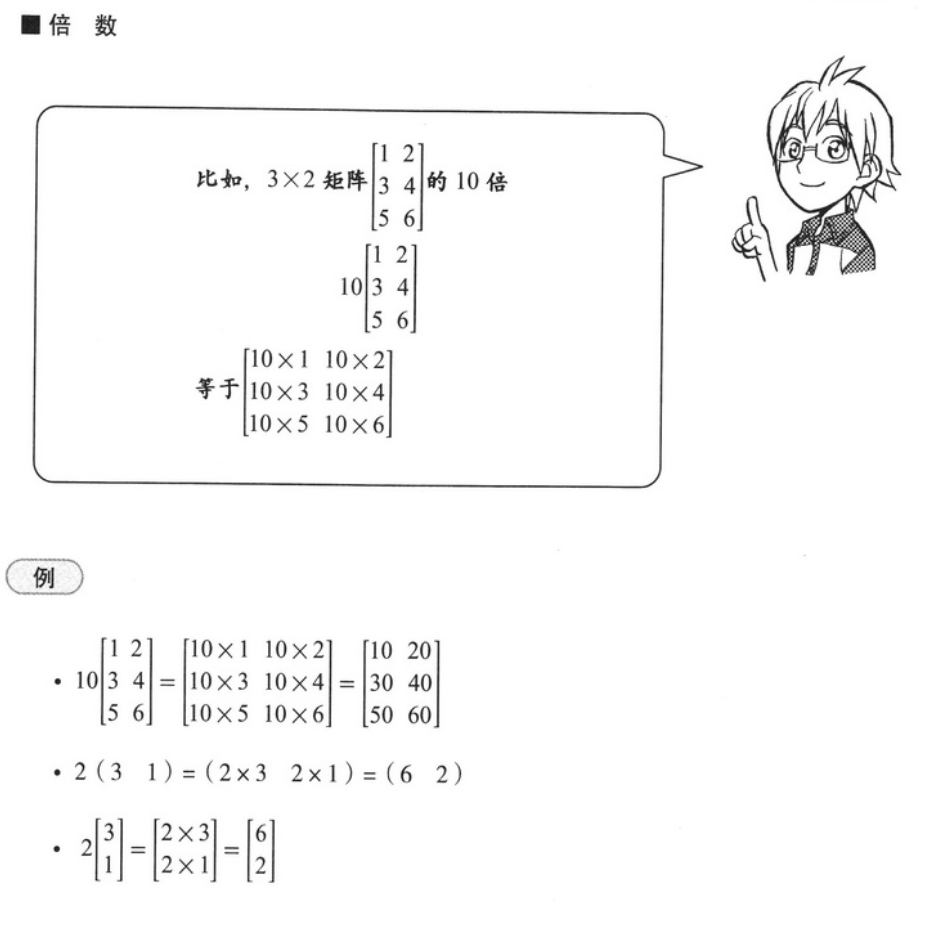 ■ 倍 数
比如，3×2 矩阵[1 2; 3 4; 5 6]的 10 倍
10[1 2; 3 4; 5 6]
等于[10×1 10×2; 10×3 10×4; 10×5 10×6]
例
• 10[1 2; 3 4; 5 6] = [10×1 10×2; 10×3 10×4; 10×5 10×6] = [10 20; 30 40; 50 60]
• 2 ( 3 1 ) = ( 2×3 2×1 ) = ( 6 2 )
• 2[3; 1] = [2×3; 2×1] = [6; 2]